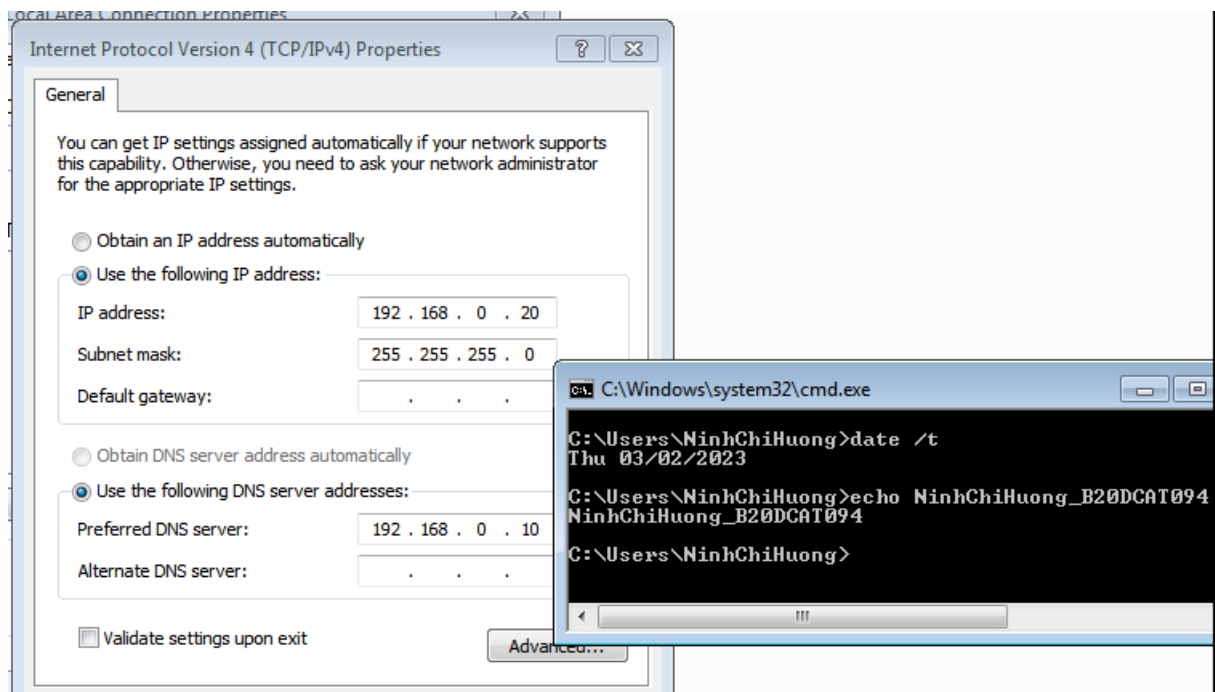 Local Area Connection Properties
Internet Protocol Version 4 (TCP/IPv4) Properties
General
You can get IP settings assigned automatically if your network supports
this capability. Otherwise, you need to ask your network administrator
for the appropriate IP settings.
Obtain an IP address automatically
Use the following IP address:
IP address: 192 . 168 . 0 . 20
Subnet mask: 255 . 255 . 255 . 0
Default gateway: . . .
Obtain DNS server address automatically
Use the following DNS server addresses:
Preferred DNS server: 192 . 168 . 0 . 10
Alternate DNS server: . . .
Validate settings upon exit
Advanced...
C:\Windows\system32\cmd.exe
C:\Users\NinhChiHuong>date /t
Thu 03/02/2023
C:\Users\NinhChiHuong>echo NinhChiHuong_B20DCAT094
NinhChiHuong_B20DCAT094
C:\Users\NinhChiHuong>